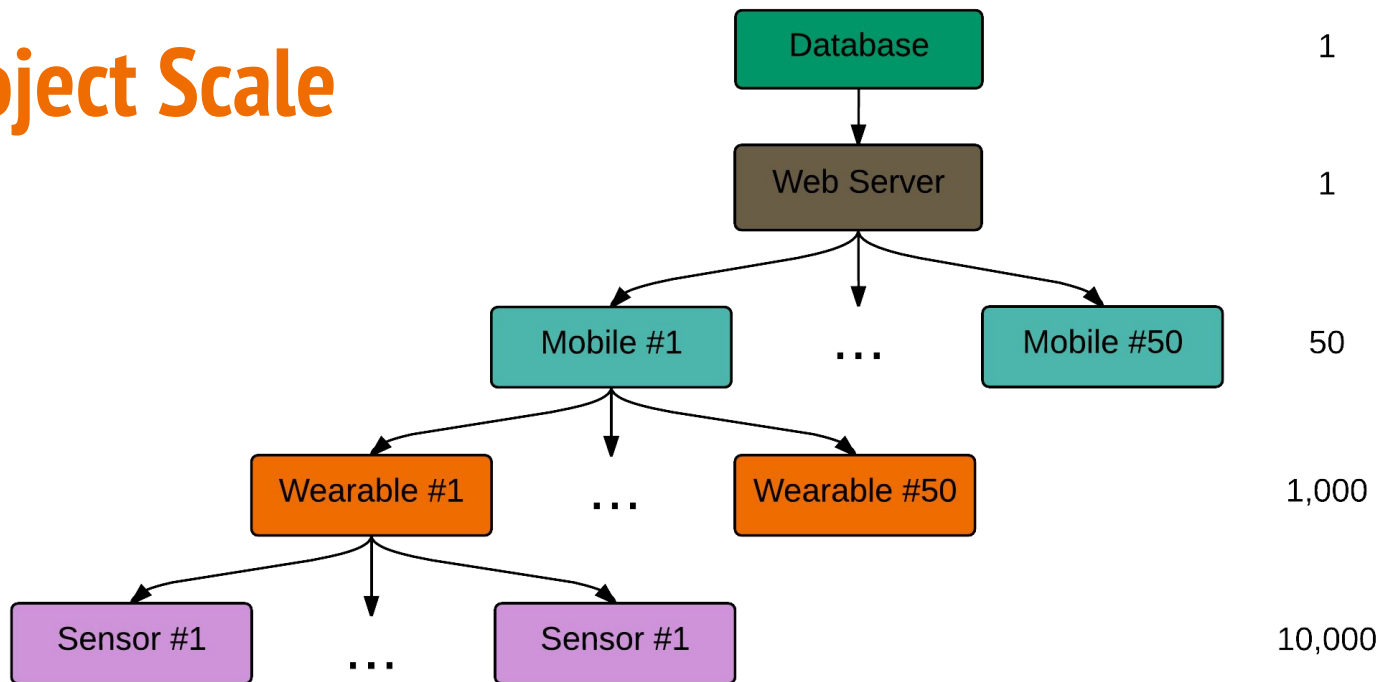 oject Scale
Database
1
Web Server
1
Mobile #1
...
Mobile #50
50
Wearable #1
...
Wearable #50
1,000
Sensor #1
...
Sensor #1
10,000